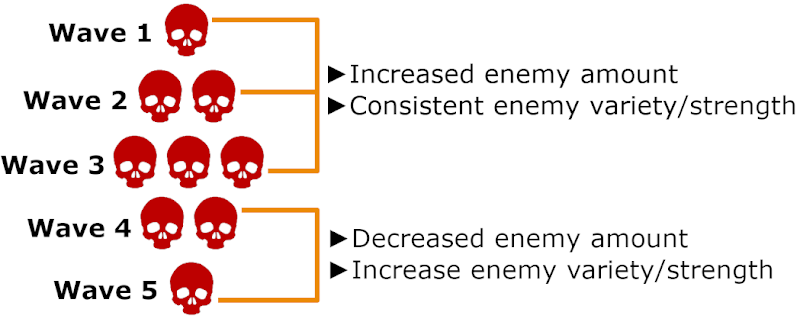 Wave 1
Wave 2
Wave 3
Wave 4
Wave 5
►Increased enemy amount
►Consistent enemy variety/strength
►Decreased enemy amount
►Increase enemy variety/strength